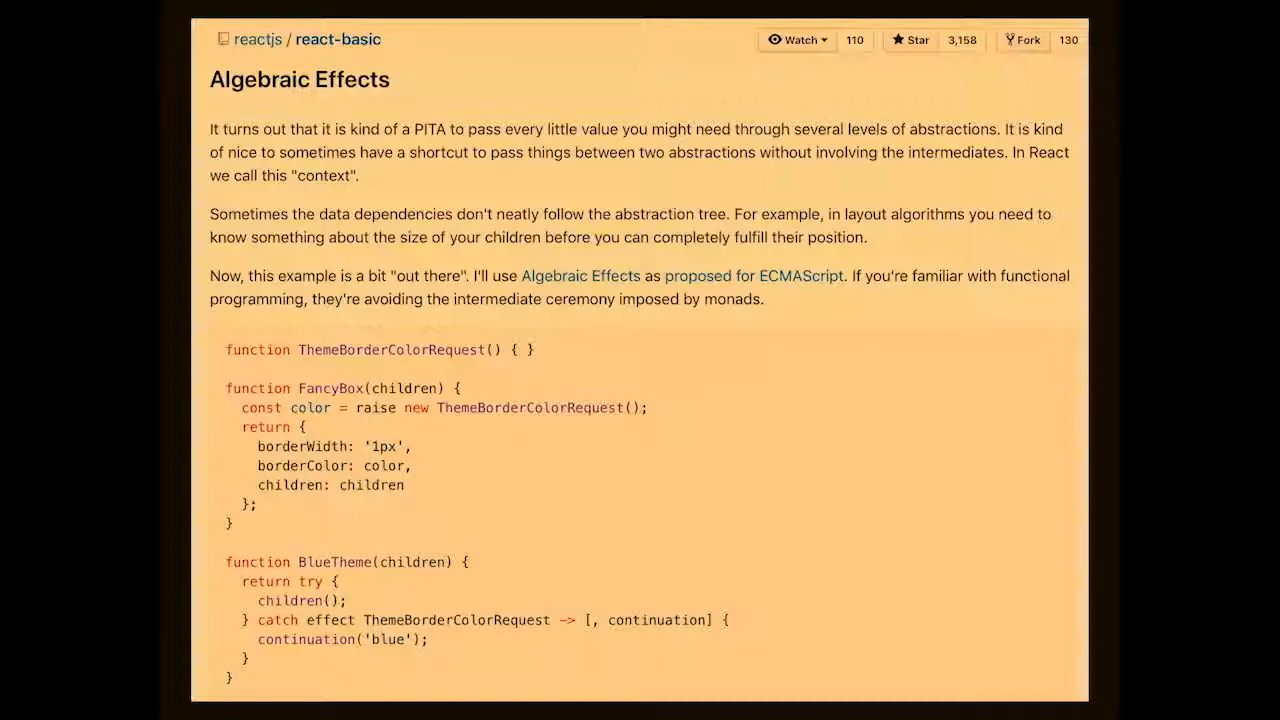 reactjs / react-basic
Watch 110 Star 3,158 Fork 130
Algebraic Effects
It turns out that it is kind of a PITA to pass every little value you might need through several levels of abstractions. It is kind
of nice to sometimes have a shortcut to pass things between two abstractions without involving the intermediates. In React
we call this "context".
Sometimes the data dependencies don't neatly follow the abstraction tree. For example, in layout algorithms you need to
know something about the size of your children before you can completely fulfill their position.
Now, this example is a bit "out there". I'll use Algebraic Effects as proposed for ECMAScript. If you're familiar with functional
programming, they're avoiding the intermediate ceremony imposed by monads.
function ThemeBorderColorRequest() { }
function FancyBox(children) {
  const color = raise new ThemeBorderColorRequest();
  return {
    borderWidth: '1px',
    borderColor: color,
    children: children
  };
}
function BlueTheme(children) {
  return try {
    children();
  } catch effect ThemeBorderColorRequest -> [, continuation] {
    continuation('blue');
  }
}